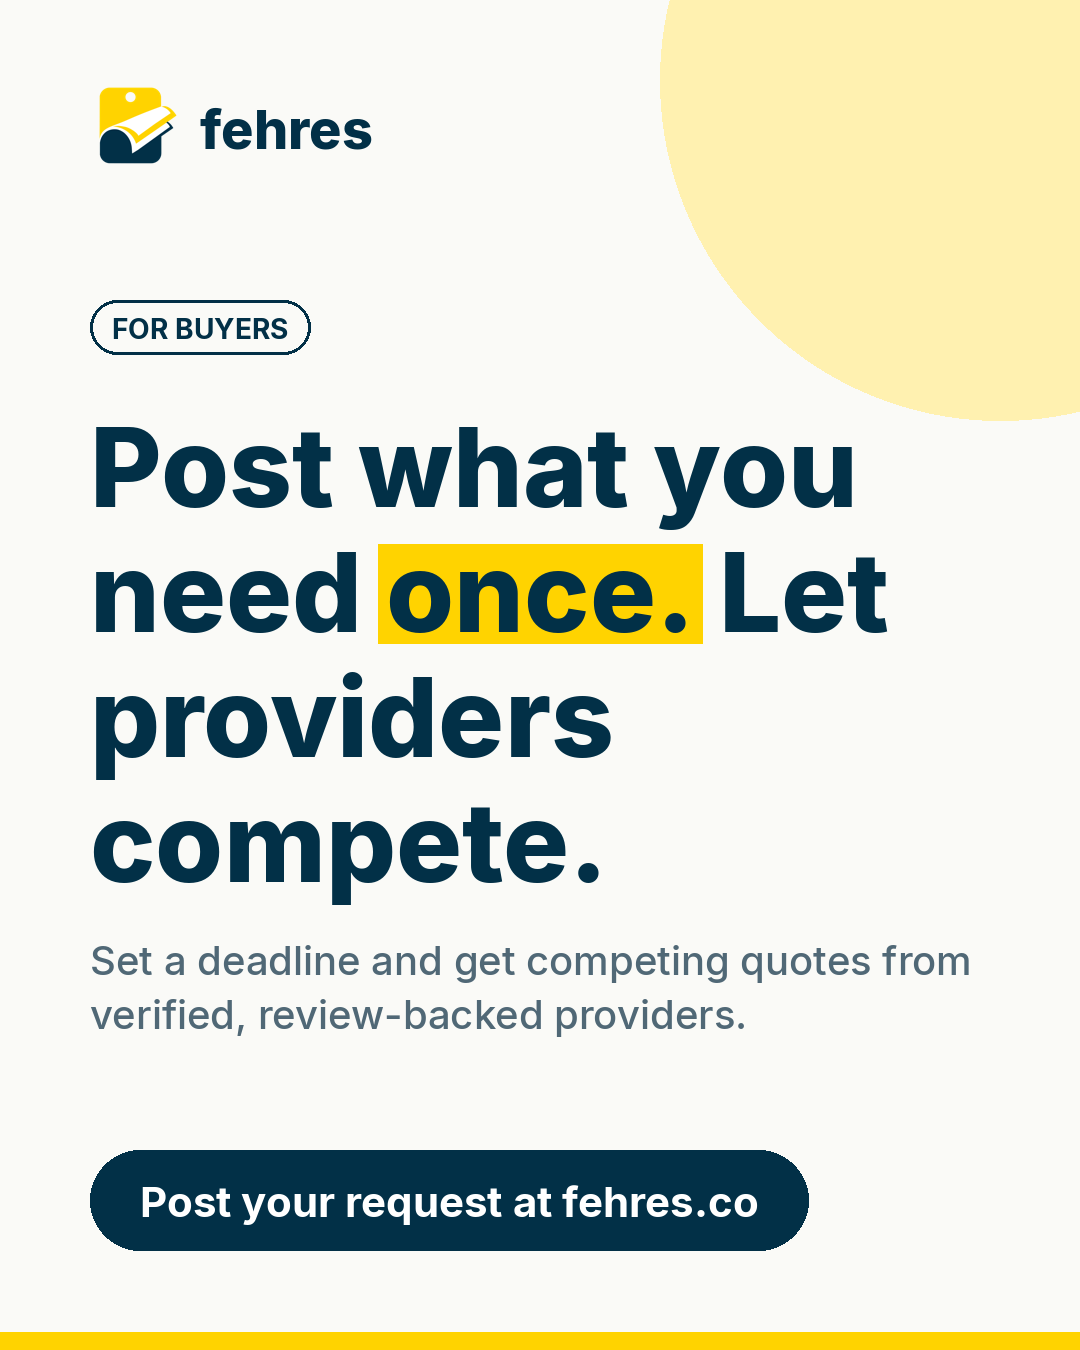 fehres
FOR BUYERS
Post what you
need once. Let
providers
compete.
Set a deadline and get competing quotes from
verified, review-backed providers.
Post your request at fehres.co